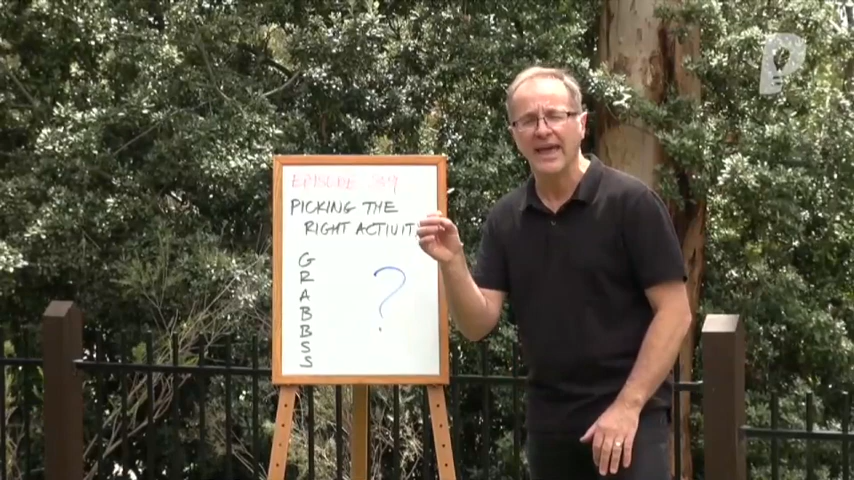 EPISODE 349
PICKING THE
RIGHT ACTIVIT
G
R
A
B
B
S
S
?
P